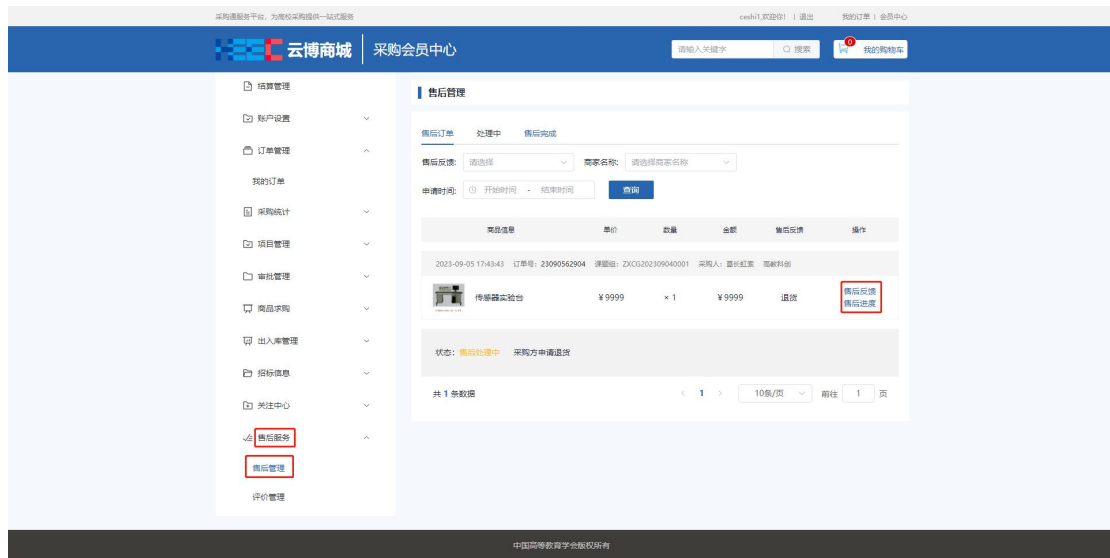 采购通服务平台，为高校采购提供一站式服务
ceshi1,欢迎你！ | 退出 我的订单 | 会员中心
HEEC 云博商城 采购会员中心 请输入关键字 搜索 0 我的购物车
结算管理
账户设置
订单管理
我的订单
采购统计
项目管理
审批管理
商品求购
出入库管理
招标信息
关注中心
售后服务
售后管理
评价管理
售后管理
售后订单 处理中 售后完成
售后反馈: 请选择 商家名称: 请选择商家名称
申请时间: 开始时间 - 结束时间 查询
商品信息 单价 数量 金额 售后反馈 操作
2023-09-05 17:43:43 订单号: 23090562904 课题组: ZXCG202309040001 采购人: 嘉长虹紫 高教科创
传感器实验台 ¥9999 × 1 ¥9999 退货 售后反馈
售后进度
状态: 售后处理中 采购方申请退货
共 1 条数据 < 1 > 10条/页 前往 1 页
中国高等教育学会版权所有